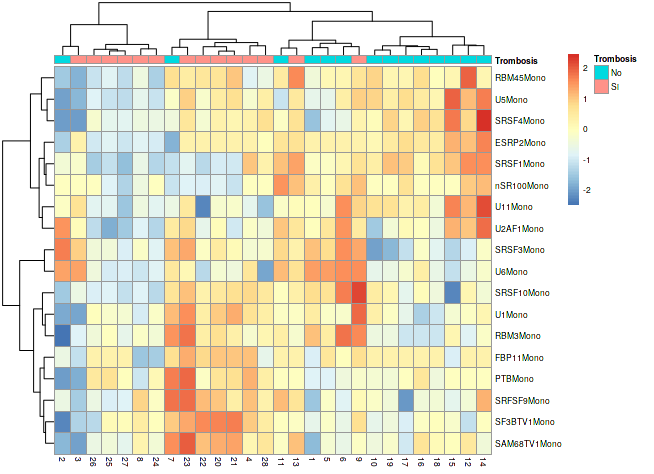 Trombosis
RBM45Mono
U5Mono
SRSF4Mono
ESRP2Mono
SRSF1Mono
nSR100Mono
U11Mono
U2AF1Mono
SRSF3Mono
U6Mono
SRSF10Mono
U1Mono
RBM3Mono
FBP11Mono
PTBMono
SRFSF9Mono
SF3BTV1Mono
SAM68TV1Mono
2 3 26 25 27 8 24 7 23 22 20 21 4 28 11 13 1 5 6 9 10 19 17 16 18 15 12 14
2
1
0
-1
-2
Trombosis
No
SI